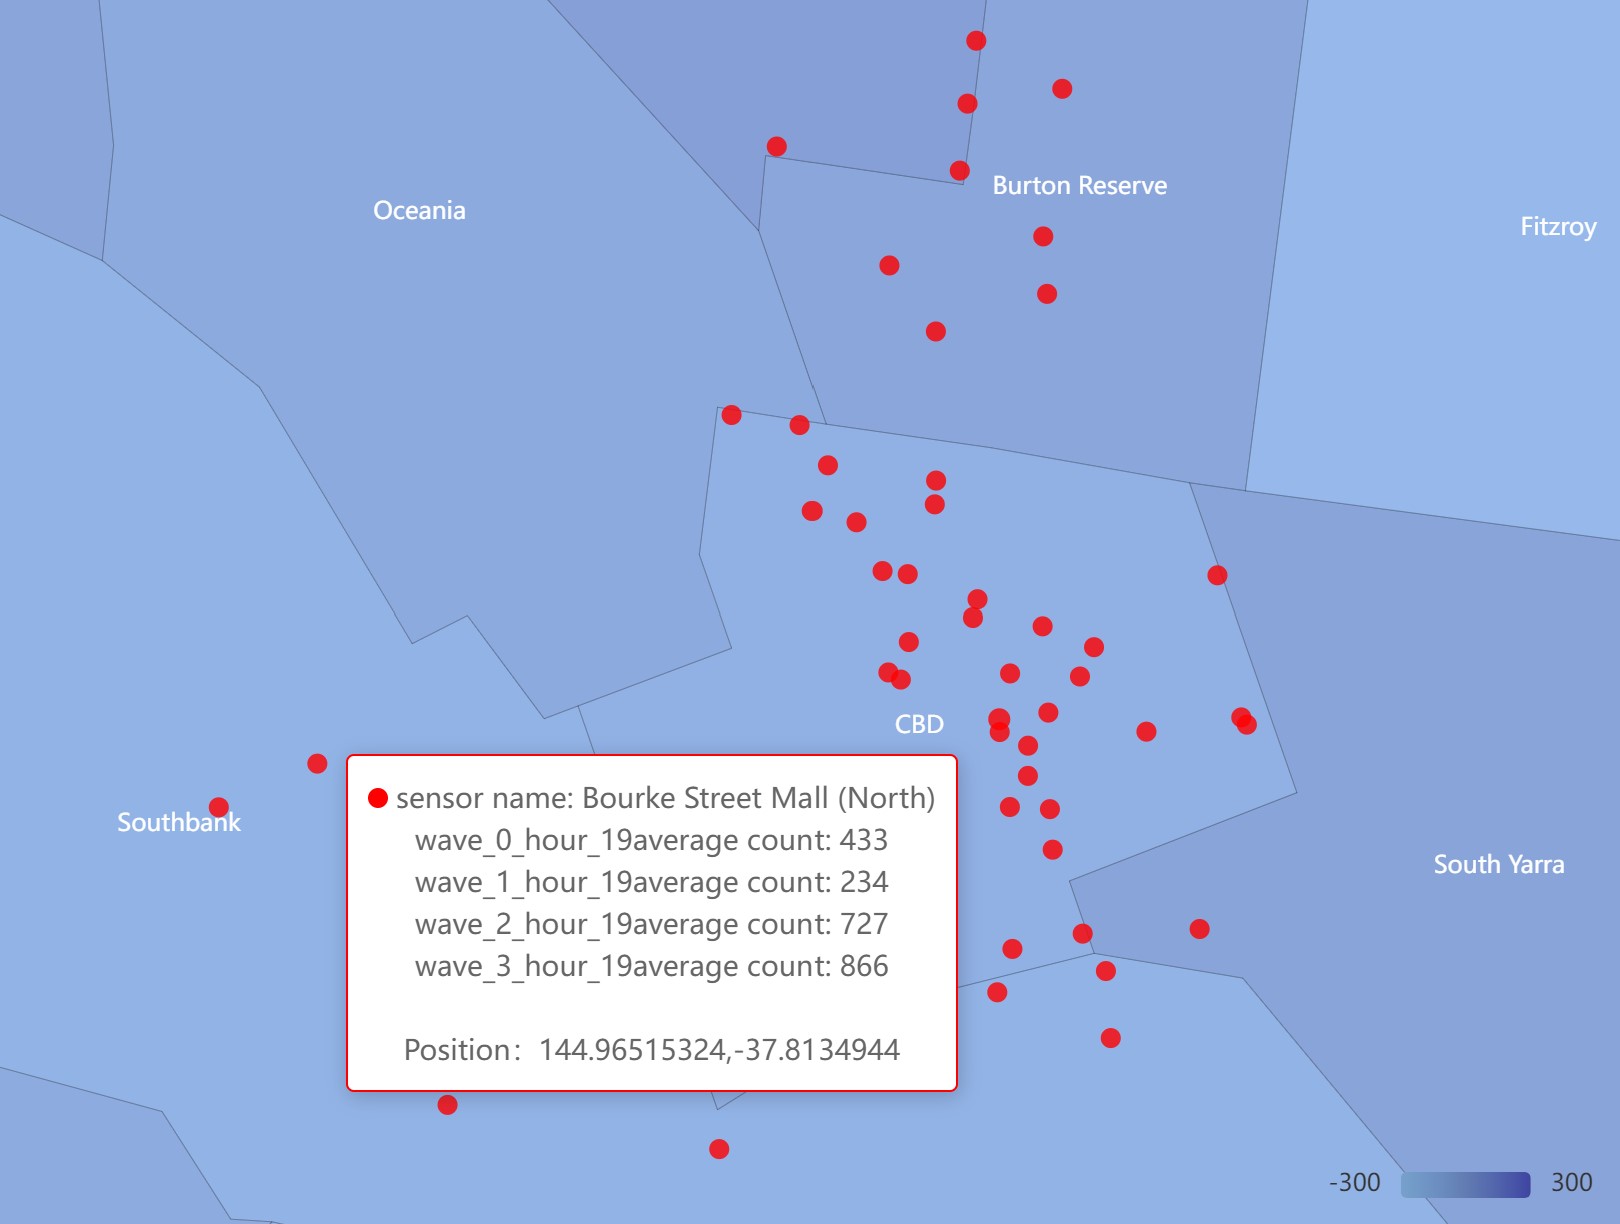 Burton Reserve
Oceania
Fitzroy
CBD
Southbank
sensor name: Bourke Street Mall (North)
wave_0_hour_19average count: 433
wave_1_hour_19average count: 234
wave_2_hour_19average count: 727
wave_3_hour_19average count: 866
Position： 144.96515324,-37.8134944
South Yarra
-300 300